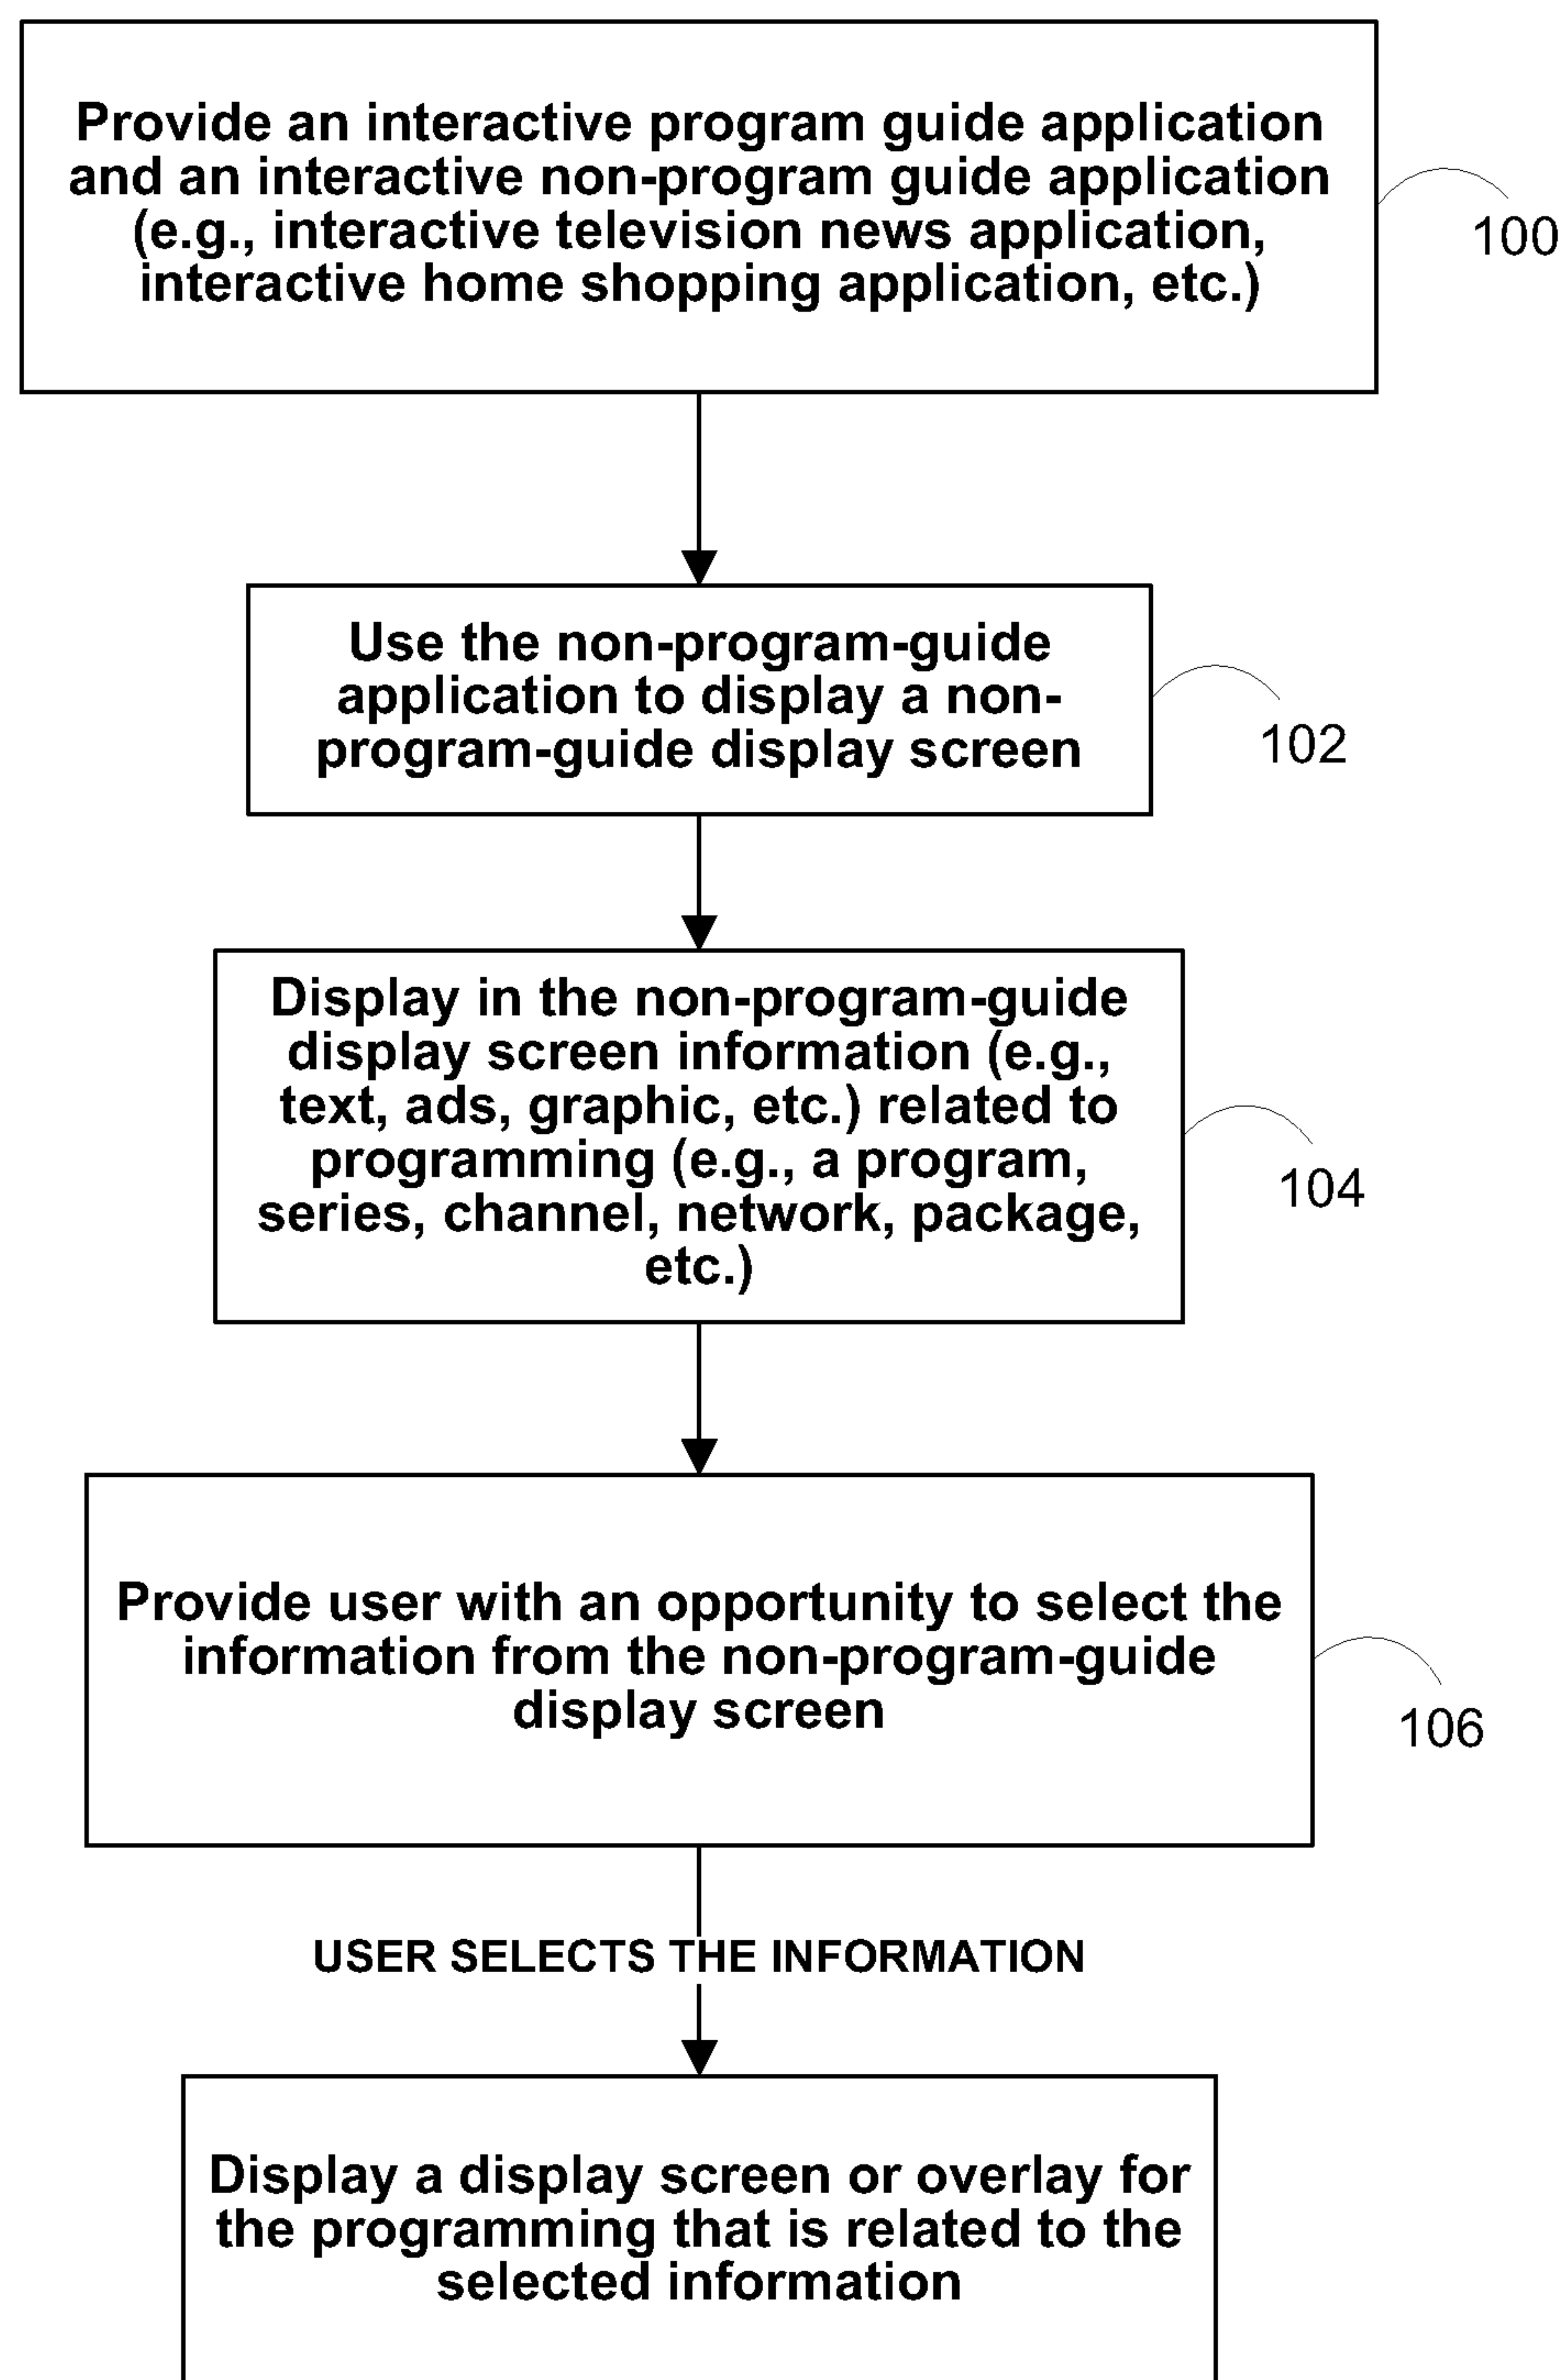 Provide an interactive program guide application
and an interactive non-program guide application
(e.g., interactive television news application,
interactive home shopping application, etc.)
100
Use the non-program-guide
application to display a non-
program-guide display screen
102
Display in the non-program-guide
display screen information (e.g.,
text, ads, graphic, etc.) related to
programming (e.g., a program,
series, channel, network, package,
etc.)
104
Provide user with an opportunity to select the
information from the non-program-guide
display screen
106
USER SELECTS THE INFORMATION
Display a display screen or overlay for
the programming that is related to the
selected information